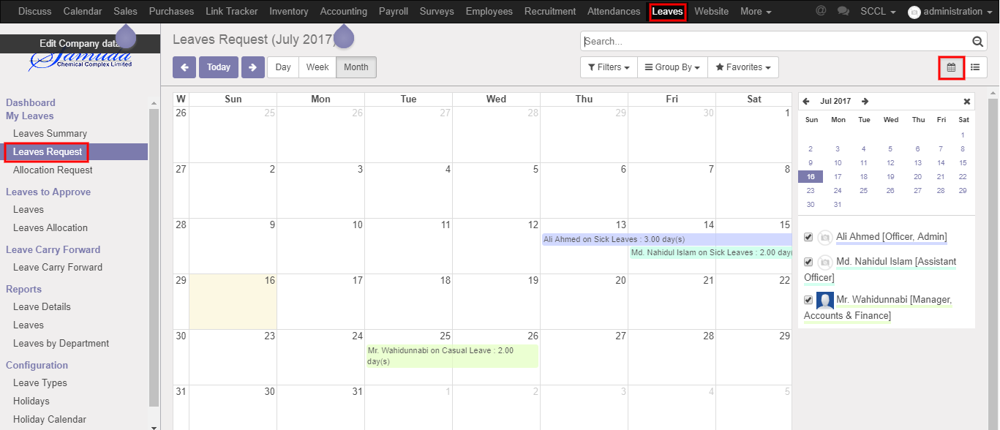 Discuss Calendar Sales Purchases Link Tracker Inventory Accounting Payroll Surveys Employees Recruitment Attendances Leaves Website More @ SCCL administration
Edit Company data
Jamuda
Chemical Complex Limited
Dashboard
My Leaves
Leaves Summary
Leaves Request
Allocation Request
Leaves to Approve
Leaves
Leaves Allocation
Leave Carry Forward
Leave Carry Forward
Reports
Leave Details
Leaves
Leaves by Department
Configuration
Leave Types
Holidays
Holiday Calendar
Leaves Request (July 2017)
Search...
Today Day Week Month
Filters Group By Favorites
W Sun Mon Tue Wed Thu Fri Sat
26 25 26 27 28 29 30 1
27 2 3 4 5 6 7 8
28 9 10 11 12 13 14 15
Ali Ahmed on Sick Leaves : 3.00 day(s)
Md. Nahidul Islam on Sick Leaves : 2.00 day(
29 16 17 18 19 20 21 22
30 23 24 25 26 27 28 29
Mr. Wahidunnabi on Casual Leave : 2.00
day(s)
31 30 31 1 2 3 4 5
Jul 2017
Sun Mon Tue Wed Thu Fri Sat
1
2 3 4 5 6 7 8
9 10 11 12 13 14 15
16 17 18 19 20 21 22
23 24 25 26 27 28 29
30 31
Ali Ahmed [Officer, Admin]
Md. Nahidul Islam [Assistant
Officer]
Mr. Wahidunnabi [Manager,
Accounts & Finance]